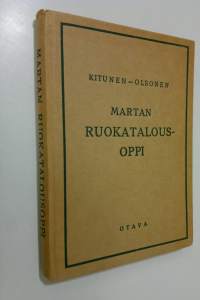 KITUNEN — OLSONEN
MARTAN
RUOKATALOUS-
OPPI
OTAVA
MARTAN RUOKATALOUSOPPI